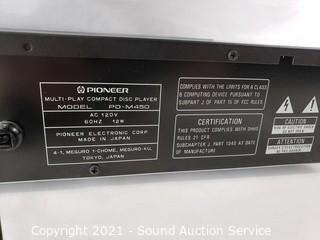 PIONEER
MULTI-PLAY COMPACT DISC PLAYER
MODEL PD-M450
AC 120V
60HZ 12W
PIONEER ELECTRONIC CORP.
MADE IN JAPAN
4-1, MEGURO 1-CHOME, MEGURO-KU,
TOKYO, JAPAN
COMPLIES WITH THE LIMITS FOR A CLASS
B COMPUTING DEVICE PURSUANT TO
SUBPART J OF PART 15 OF FCC RULES
CERTIFICATION
THIS PRODUCT COMPLIES WITH DHHS
RULES 21 CFR
SUBCHAPTER J PART 1040 AT DATE
OF MANUFACTURE.
CAUTION
RISK OF ELECTRIC SHOCK
DO NOT OPEN
ATTENTION
Copyright 2021 - Sound Auction Service